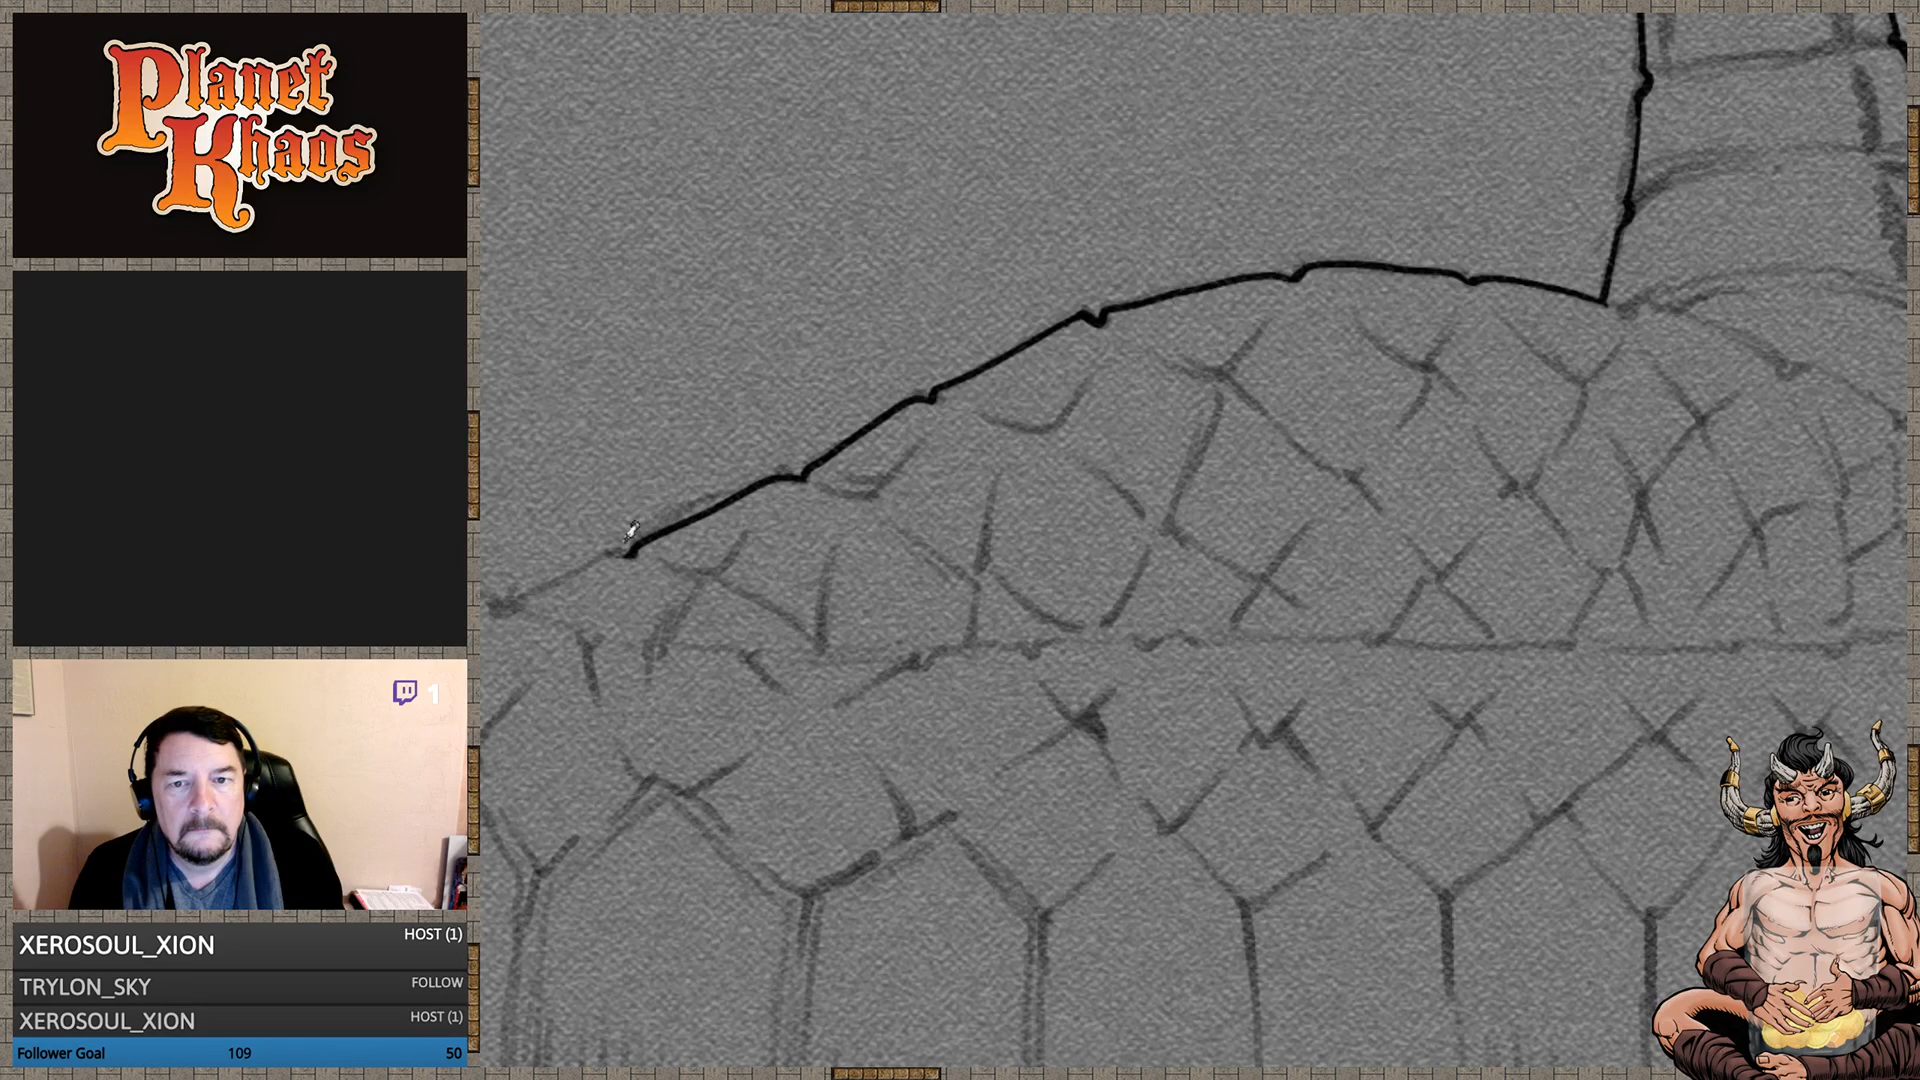 Planet
Khaos
1
XEROSOUL_XION HOST (1)
TRYLON_SKY FOLLOW
XEROSOUL_XION HOST (1)
Follower Goal 109 50